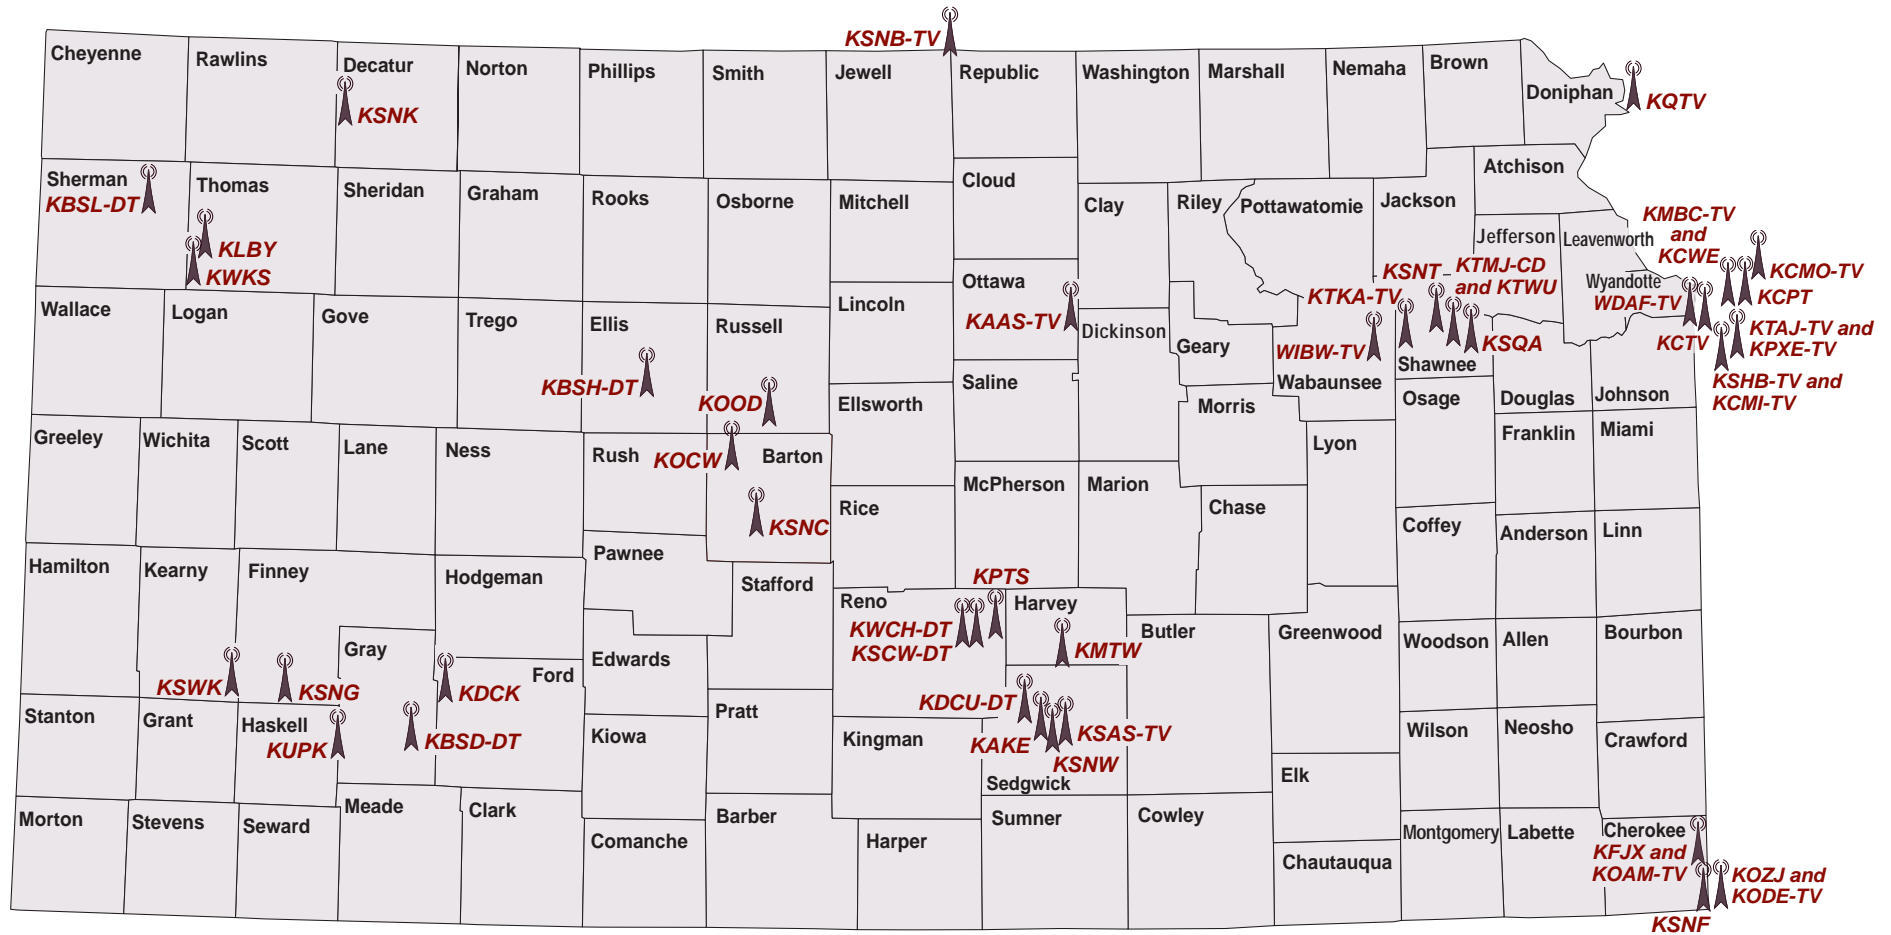 KSNB-TV
Cheyenne
Rawlins
Decatur
KSNK
Norton
Phillips
Smith
Jewell
Republic
Washington
Marshall
Nemaha
Brown
Doniphan
KQTV
Sherman
KBSL-DT
Thomas
KLBY
KWKS
Sheridan
Graham
Rooks
Osborne
Mitchell
Cloud
Clay
Riley
Pottawatomie
Jackson
Atchison
Jefferson
Leavenworth
KMBC-TV
and
KCWE
KCMO-TV
KCPT
Wyandotte
WDAF-TV
KCTV
KTAJ-TV and
KPXE-TV
KSHB-TV and
KCMI-TV
Wallace
Logan
Gove
Trego
Ellis
KBSH-DT
Russell
KOOD
Lincoln
Ottawa
KAAS-TV
Dickinson
Geary
KSNT
KTMJ-CD
and KTWU
KTKA-TV
WIBW-TV
KSQA
Shawnee
Wabaunsee
Saline
Ellsworth
Morris
Osage
Douglas
Johnson
Greeley
Wichita
Scott
Lane
Ness
Rush
KOCW
Barton
KSNC
Rice
McPherson
Marion
Chase
Lyon
Franklin
Miami
Coffey
Anderson
Linn
Hamilton
Kearny
Finney
Hodgeman
Pawnee
Stafford
Reno
KPTS
KWCH-DT
KSCW-DT
Harvey
KMTW
Butler
Greenwood
Woodson
Allen
Bourbon
KSWK
KSNG
Gray
KDCK
Ford
Edwards
KDCU-DT
KAKE
KSAS-TV
KSNW
Sedgwick
Stanton
Grant
Haskell
KUPK
KBSD-DT
Kiowa
Pratt
Kingman
Elk
Wilson
Neosho
Crawford
Morton
Stevens
Seward
Meade
Clark
Comanche
Barber
Harper
Sumner
Cowley
Chautauqua
Montgomery
Labette
Cherokee
KFJX and
KOAM-TV
KOZJ and
KODE-TV
KSNF